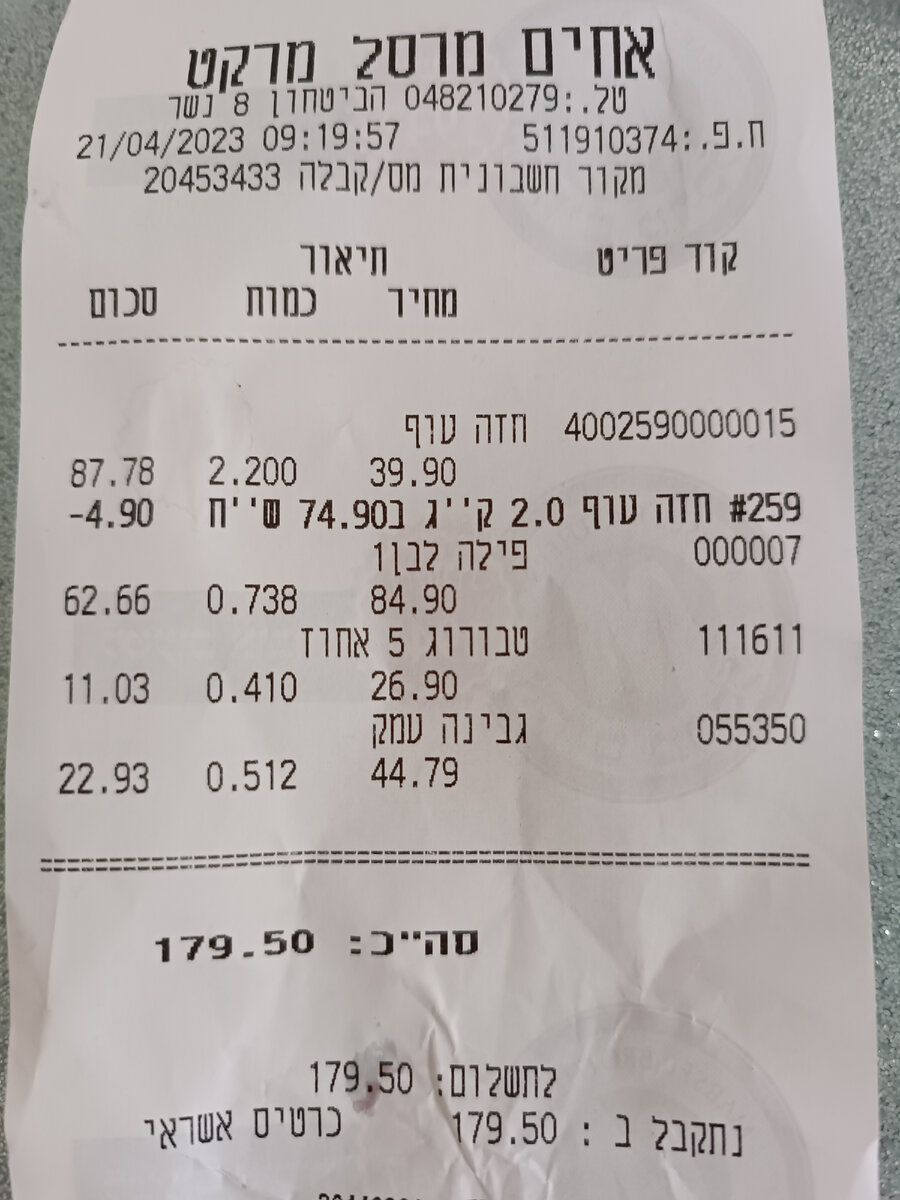 אחים מרסל מרקט
טל.:048210279 הביטחון 8 נשר
ח.פ.:511910374 21/04/2023 09:19:57
מקור חשבונית מס/קבלה 20453433
קוד פריט תיאור
מחיר כמות סכום
4002590000015 חזה עוף
39.90 2.200 87.78
#259 חזה עוף 2.0 ק''ג ב74.90 ש''ח -4.90
000007 פילה לבן1
84.90 0.738 62.66
111611 טבורוג 5 אחוז
26.90 0.410 11.03
055350 גבינה עמק
44.79 0.512 22.93
סה"כ: 179.50
לתשלום: 179.50
נתקבל ב : 179.50 כרטיס אשראי